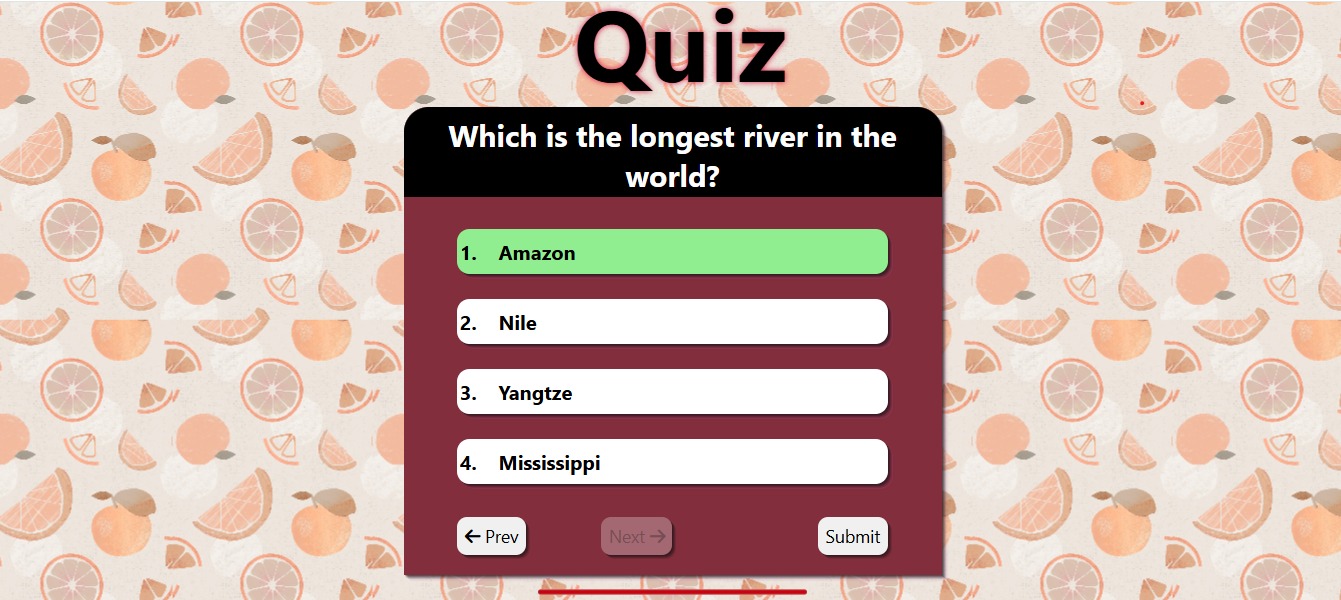 Quiz
Which is the longest river in the
world?
1. Amazon
2. Nile
3. Yangtze
4. Mississippi
← Prev
Next →
Submit